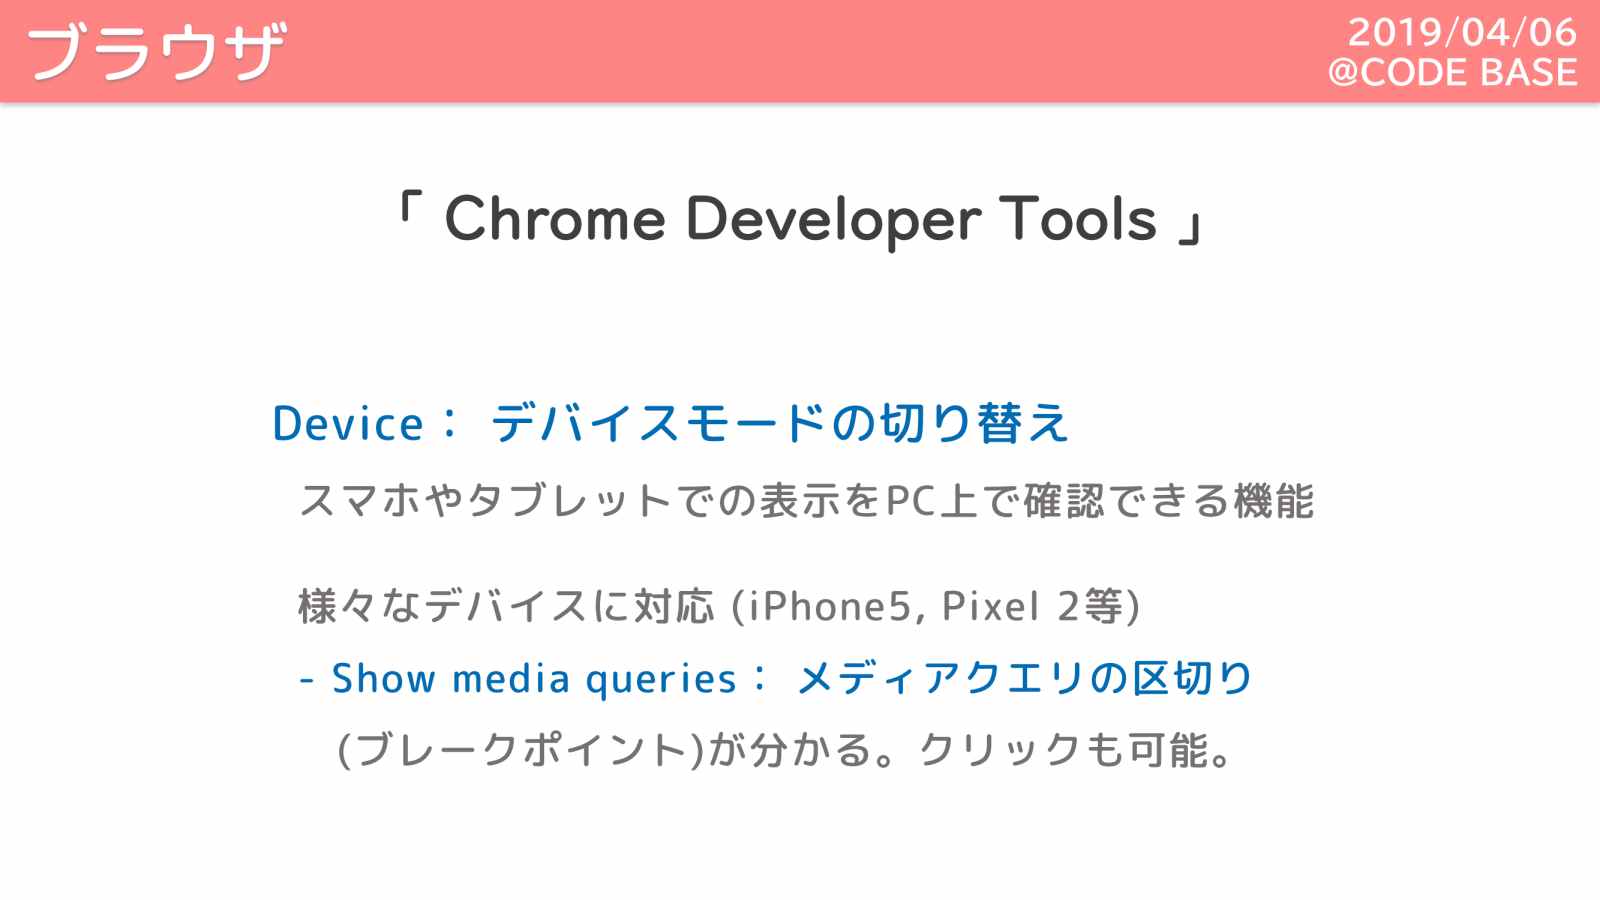 ブラウザ
2019/04/06
@CODE BASE
「 Chrome Developer Tools 」
Device： デバイスモードの切り替え
スマホやタブレットでの表示をPC上で確認できる機能
様々なデバイスに対応 (iPhone5, Pixel 2等)
- Show media queries： メディアクエリの区切り
(ブレークポイント)が分かる。クリックも可能。